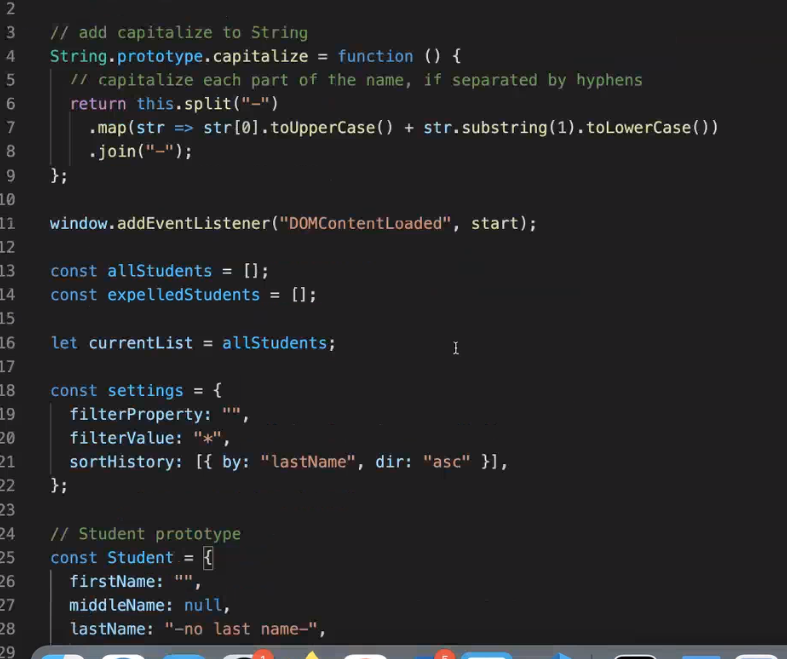 2
3 // add capitalize to String
4 String.prototype.capitalize = function () {
5 // capitalize each part of the name, if separated by hyphens
6 return this.split("-")
7 .map(str => str[0].toUpperCase() + str.substring(1).toLowerCase())
8 .join("-");
9 };
10
11 window.addEventListener("DOMContentLoaded", start);
12
13 const allStudents = [];
14 const expelledStudents = [];
15
16 let currentList = allStudents;
17
18 const settings = {
19 filterProperty: "",
20 filterValue: "*",
21 sortHistory: [{ by: "lastName", dir: "asc" }],
22 };
23
24 // Student prototype
25 const Student = {
26 firstName: "",
27 middleName: null,
28 lastName: "-no last name-",
29
1 5